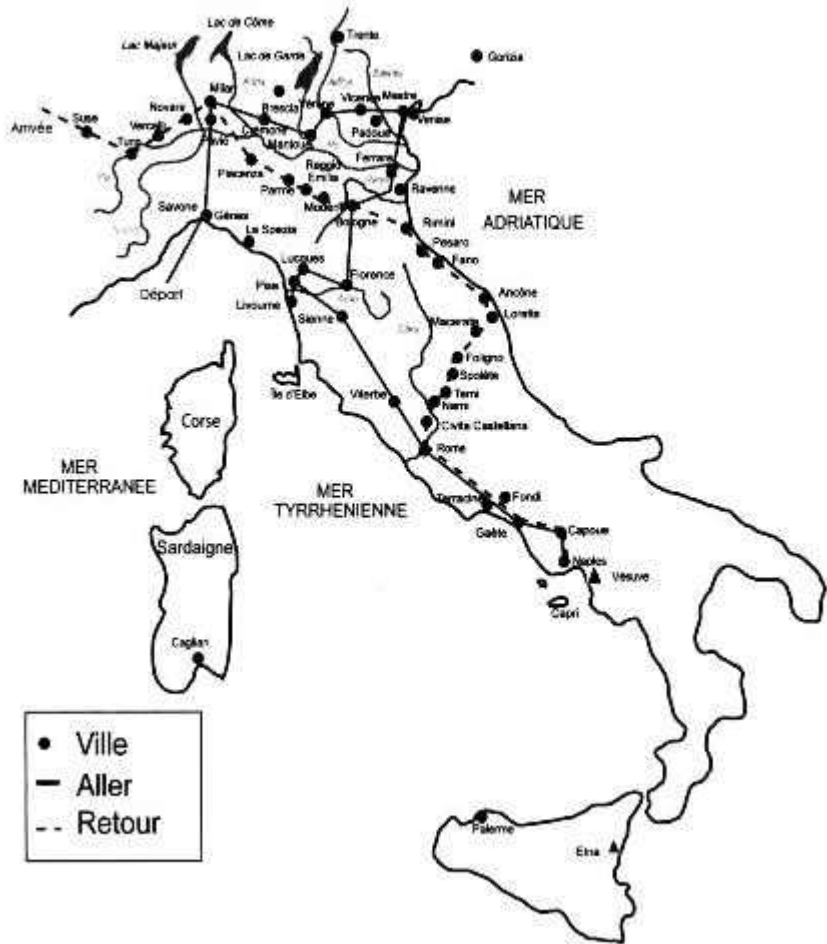 Lac de Côme
Lac Majeur
Lac de Garde
Trente
Gorizia
Milan
Novare
Brescia
Vérone
Vicence
Mestre
Venise
Suse
Arrivée
Verceil
Turin
Pavie
Crémone
Mantoue
Padoue
Ferrare
Piacenza
Reggio
Emilia
Parme
Modène
Bologne
Ravenne
MER
ADRIATIQUE
Savone
Gênes
Rimini
La Spezia
Pesaro
Fano
Lucques
Florence
Départ
Pise
Livourne
Arno
Ancône
Lorette
Sienne
Macerata
Foligno
Spolète
Île d'Elbe
Viterbe
Terni
Narni
Civita Castellana
Corse
Rome
MER
MEDITERRANEE
MER
TYRRHENIENNE
Terracine
Fondi
Gaète
Capoue
Sardaigne
Naples
Vésuve
Capri
Cagliari
Ville
Aller
Retour
Palerme
Etna